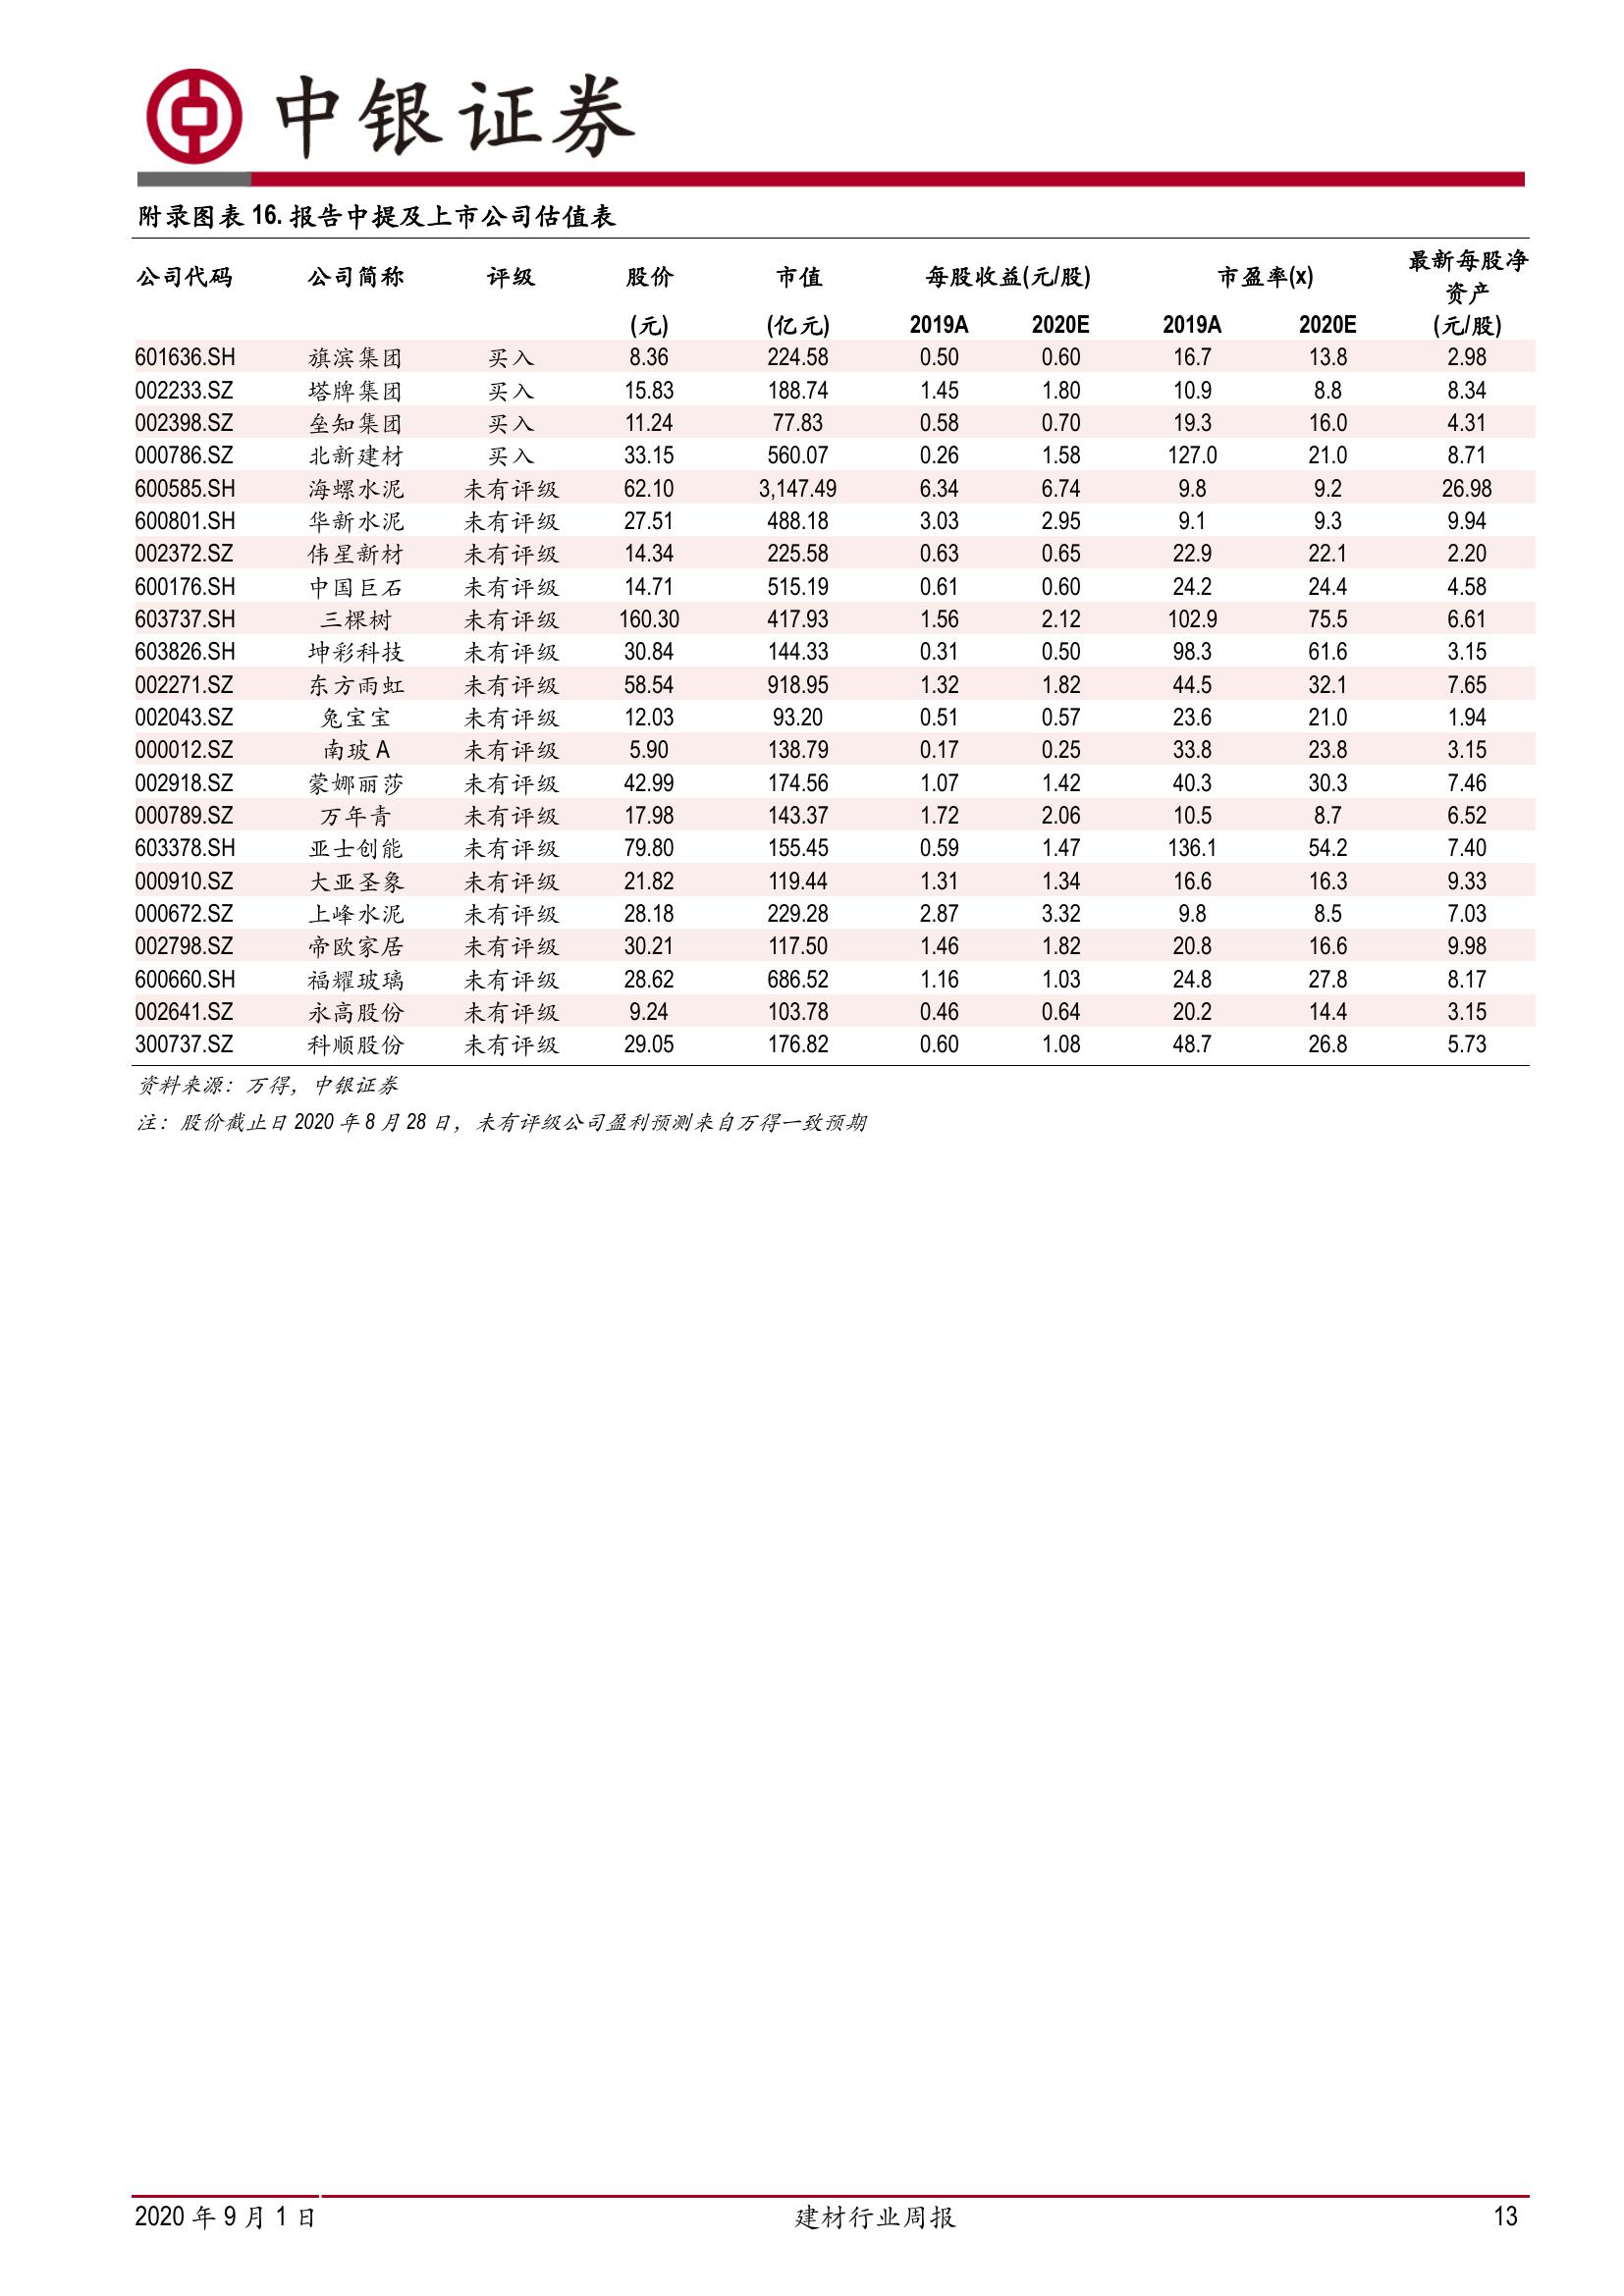 中银证券
附录图表 16. 报告中提及上市公司估值表
公司代码 公司简称 评级 股价 市值 每股收益(元/股) 市盈率(x) 最新每股净
资产
(元) (亿元) 2019A 2020E 2019A 2020E (元/股)
601636.SH 旗滨集团 买入 8.36 224.58 0.50 0.60 16.7 13.8 2.98
002233.SZ 塔牌集团 买入 15.83 188.74 1.45 1.80 10.9 8.8 8.34
002398.SZ 垒知集团 买入 11.24 77.83 0.58 0.70 19.3 16.0 4.31
000786.SZ 北新建材 买入 33.15 560.07 0.26 1.58 127.0 21.0 8.71
600585.SH 海螺水泥 未有评级 62.10 3,147.49 6.34 6.74 9.8 9.2 26.98
600801.SH 华新水泥 未有评级 27.51 488.18 3.03 2.95 9.1 9.3 9.94
002372.SZ 伟星新材 未有评级 14.34 225.58 0.63 0.65 22.9 22.1 2.20
600176.SH 中国巨石 未有评级 14.71 515.19 0.61 0.60 24.2 24.4 4.58
603737.SH 三棵树 未有评级 160.30 417.93 1.56 2.12 102.9 75.5 6.61
603826.SH 坤彩科技 未有评级 30.84 144.33 0.31 0.50 98.3 61.6 3.15
002271.SZ 东方雨虹 未有评级 58.54 918.95 1.32 1.82 44.5 32.1 7.65
002043.SZ 兔宝宝 未有评级 12.03 93.20 0.51 0.57 23.6 21.0 1.94
000012.SZ 南玻 A 未有评级 5.90 138.79 0.17 0.25 33.8 23.8 3.15
002918.SZ 蒙娜丽莎 未有评级 42.99 174.56 1.07 1.42 40.3 30.3 7.46
000789.SZ 万年青 未有评级 17.98 143.37 1.72 2.06 10.5 8.7 6.52
603378.SH 亚士创能 未有评级 79.80 155.45 0.59 1.47 136.1 54.2 7.40
000910.SZ 大亚圣象 未有评级 21.82 119.44 1.31 1.34 16.6 16.3 9.33
000672.SZ 上峰水泥 未有评级 28.18 229.28 2.87 3.32 9.8 8.5 7.03
002798.SZ 帝欧家居 未有评级 30.21 117.50 1.46 1.82 20.8 16.6 9.98
600660.SH 福耀玻璃 未有评级 28.62 686.52 1.16 1.03 24.8 27.8 8.17
002641.SZ 永高股份 未有评级 9.24 103.78 0.46 0.64 20.2 14.4 3.15
300737.SZ 科顺股份 未有评级 29.05 176.82 0.60 1.08 48.7 26.8 5.73
资料来源：万得，中银证券
注：股价截止日 2020 年 8 月 28 日，未有评级公司盈利预测来自万得一致预期
2020 年 9 月 1 日 建材行业周报 13